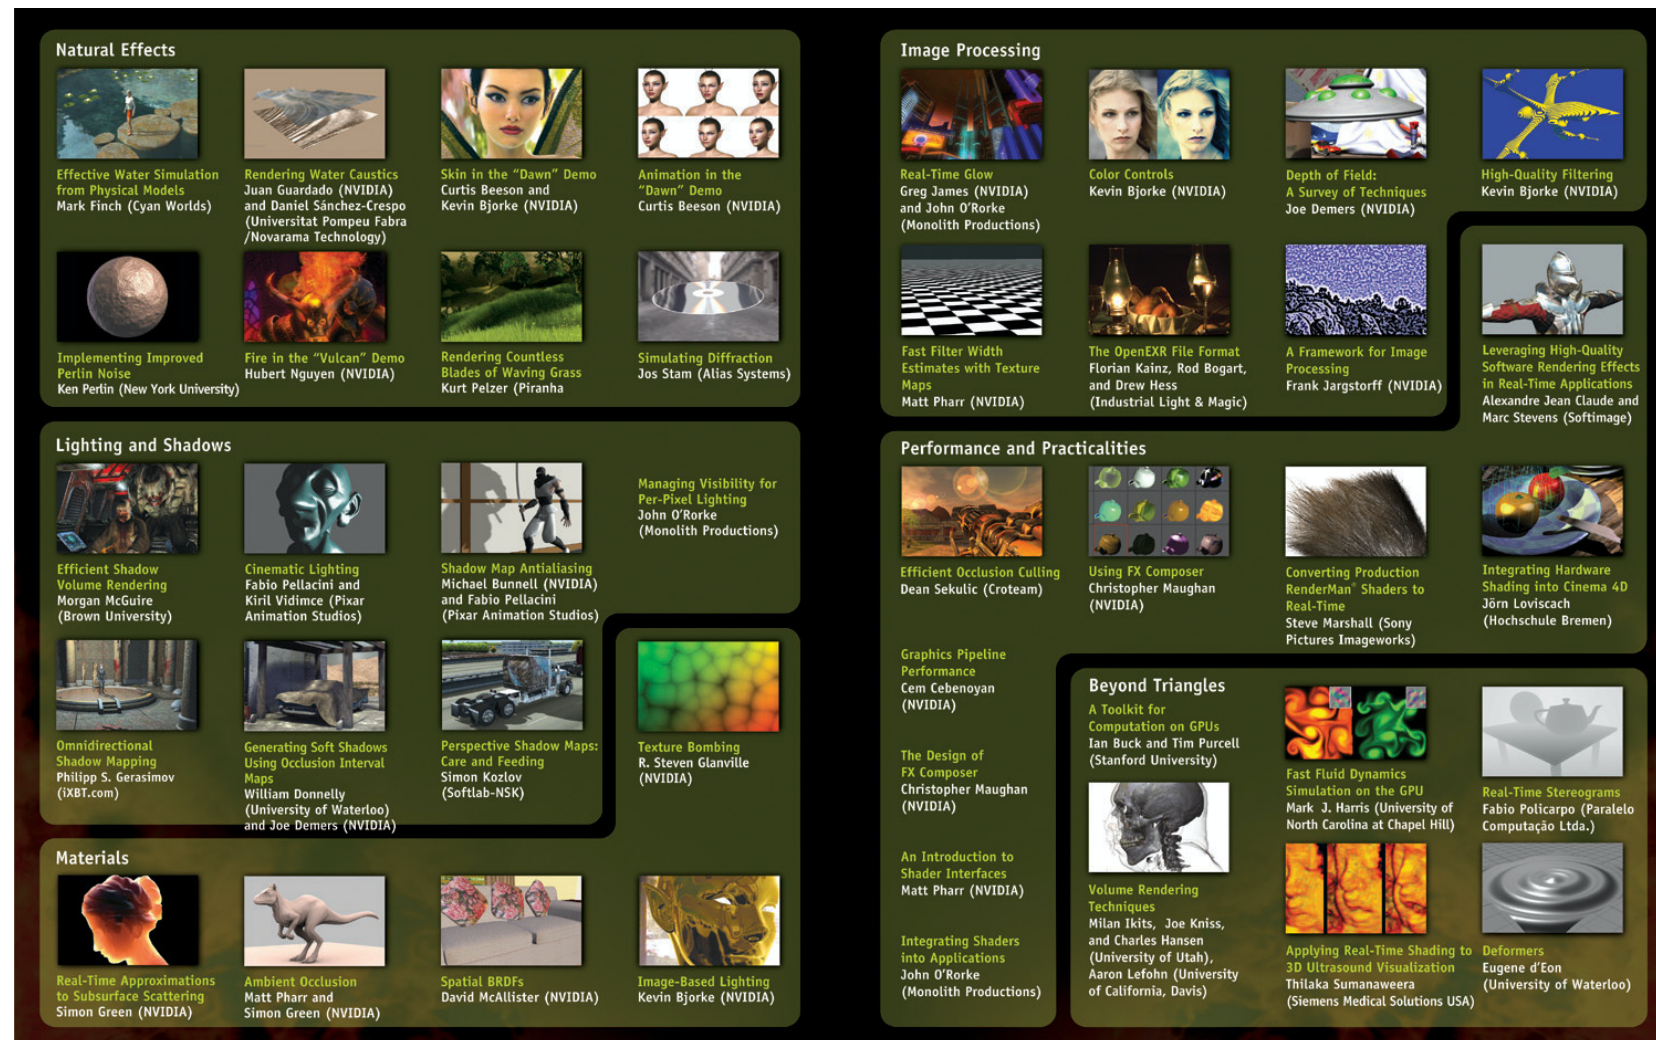 Natural Effects
Effective Water Simulation
from Physical Models
Mark Finch (Cyan Worlds)
Rendering Water Caustics
Juan Guardado (NVIDIA)
and Daniel Sánchez-Crespo
(Universitat Pompeu Fabra
/Novarama Technology)
Skin in the “Dawn” Demo
Curtis Beeson and
Kevin Bjorke (NVIDIA)
Animation in the
“Dawn” Demo
Curtis Beeson (NVIDIA)
Implementing Improved
Perlin Noise
Ken Perlin (New York University)
Fire in the “Vulcan” Demo
Hubert Nguyen (NVIDIA)
Rendering Countless
Blades of Waving Grass
Kurt Pelzer (Piranha
Simulating Diffraction
Jos Stam (Alias Systems)
Lighting and Shadows
Efficient Shadow
Volume Rendering
Morgan McGuire
(Brown University)
Cinematic Lighting
Fabio Pellacini and
Kiril Vidimce (Pixar
Animation Studios)
Shadow Map Antialiasing
Michael Bunnell (NVIDIA)
and Fabio Pellacini
(Pixar Animation Studios)
Managing Visibility for
Per-Pixel Lighting
John O’Rorke
(Monolith Productions)
Omnidirectional
Shadow Mapping
Philipp S. Gerasimov
(iXBT.com)
Generating Soft Shadows
Using Occlusion Interval
Maps
William Donnelly
(University of Waterloo)
and Joe Demers (NVIDIA)
Perspective Shadow Maps:
Care and Feeding
Simon Kozlov
(Softlab-NSK)
Texture Bombing
R. Steven Glanville
(NVIDIA)
Materials
Real-Time Approximations
to Subsurface Scattering
Simon Green (NVIDIA)
Ambient Occlusion
Matt Pharr and
Simon Green (NVIDIA)
Spatial BRDFs
David McAllister (NVIDIA)
Image-Based Lighting
Kevin Bjorke (NVIDIA)
Image Processing
Real-Time Glow
Greg James (NVIDIA)
and John O’Rorke
(Monolith Productions)
Color Controls
Kevin Bjorke (NVIDIA)
Depth of Field:
A Survey of Techniques
Joe Demers (NVIDIA)
High-Quality Filtering
Kevin Bjorke (NVIDIA)
Fast Filter Width
Estimates with Texture
Maps
Matt Pharr (NVIDIA)
The OpenEXR File Format
Florian Kainz, Rod Bogart,
and Drew Hess
(Industrial Light & Magic)
A Framework for Image
Processing
Frank Jargstorff (NVIDIA)
Leveraging High-Quality
Software Rendering Effects
in Real-Time Applications
Alexandre Jean Claude and
Marc Stevens (Softimage)
Performance and Practicalities
Efficient Occlusion Culling
Dean Sekulic (Croteam)
Using FX Composer
Christopher Maughan
(NVIDIA)
Converting Production
RenderMan® Shaders to
Real-Time
Steve Marshall (Sony
Pictures Imageworks)
Integrating Hardware
Shading into Cinema 4D
Jörn Loviscach
(Hochschule Bremen)
Graphics Pipeline
Performance
Cem Cebenoyan
(NVIDIA)
The Design of
FX Composer
Christopher Maughan
(NVIDIA)
An Introduction to
Shader Interfaces
Matt Pharr (NVIDIA)
Integrating Shaders
into Applications
John O’Rorke
(Monolith Productions)
Beyond Triangles
A Toolkit for
Computation on GPUs
Ian Buck and Tim Purcell
(Stanford University)
Fast Fluid Dynamics
Simulation on the GPU
Mark J. Harris (University of
North Carolina at Chapel Hill)
Real-Time Stereograms
Fabio Policarpo (Paralelo
Computação Ltda.)
Volume Rendering
Techniques
Milan Ikits, Joe Kniss,
and Charles Hansen
(University of Utah),
Aaron Lefohn (University
of California, Davis)
Applying Real-Time Shading to
3D Ultrasound Visualization
Thilaka Sumanaweera
(Siemens Medical Solutions USA)
Deformers
Eugene d’Eon
(University of Waterloo)